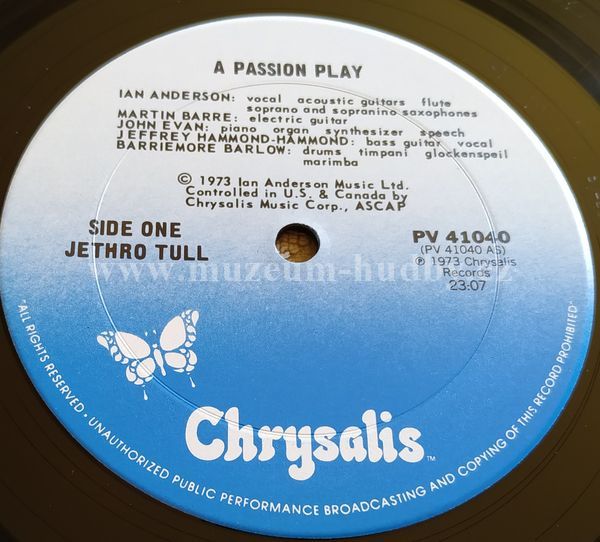 A PASSION PLAY
IAN ANDERSON: vocal acoustic guitars flute
soprano and sopranino saxophones
MARTIN BARRE: electric guitar
JOHN EVAN: piano organ synthesizer speech
JEFFREY HAMMOND-HAMMOND: bass guitar vocal
BARRIEMORE BARLOW: drums timpani glockenspeil
marimba
© 1973 Ian Anderson Music Ltd.
Controlled in U.S. & Canada by
Chrysalis Music Corp., ASCAP
SIDE ONE
JETHRO TULL
PV 41040
(PV 41040 AS)
℗ 1973 Chrysalis
Records
23:07
www.muzeum-hudby.cz
Chrysalis™
"ALL RIGHTS RESERVED • UNAUTHORIZED PUBLIC PERFORMANCE BROADCASTING AND COPYING OF THIS RECORD PROHIBITED"